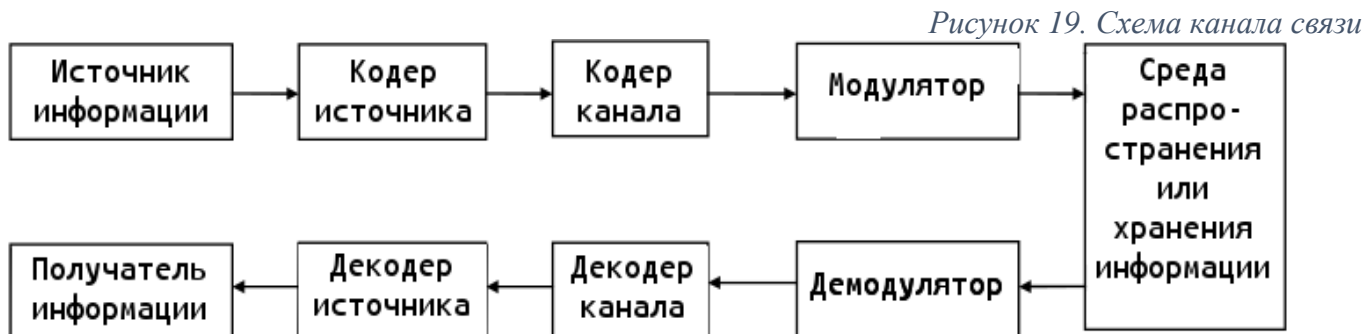 Рисунок 19. Схема канала связи
Источник
информации
Кодер
источника
Кодер
канала
Модулятор
Среда
распро-
странения
или
хранения
информации
Получатель
информации
Декодер
источника
Декодер
канала
Демодулятор